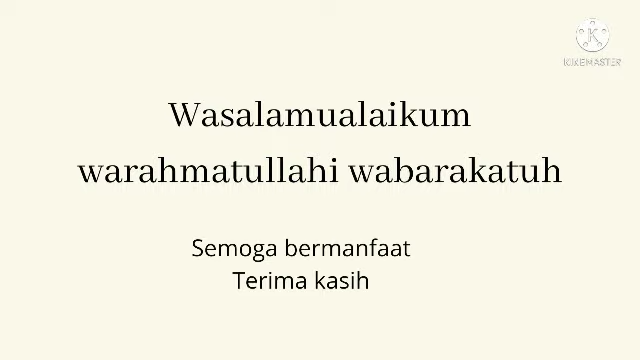 KINEMASTER
Wasalamualaikum
warahmatullahi wabarakatuh
Semoga bermanfaat
Terima kasih